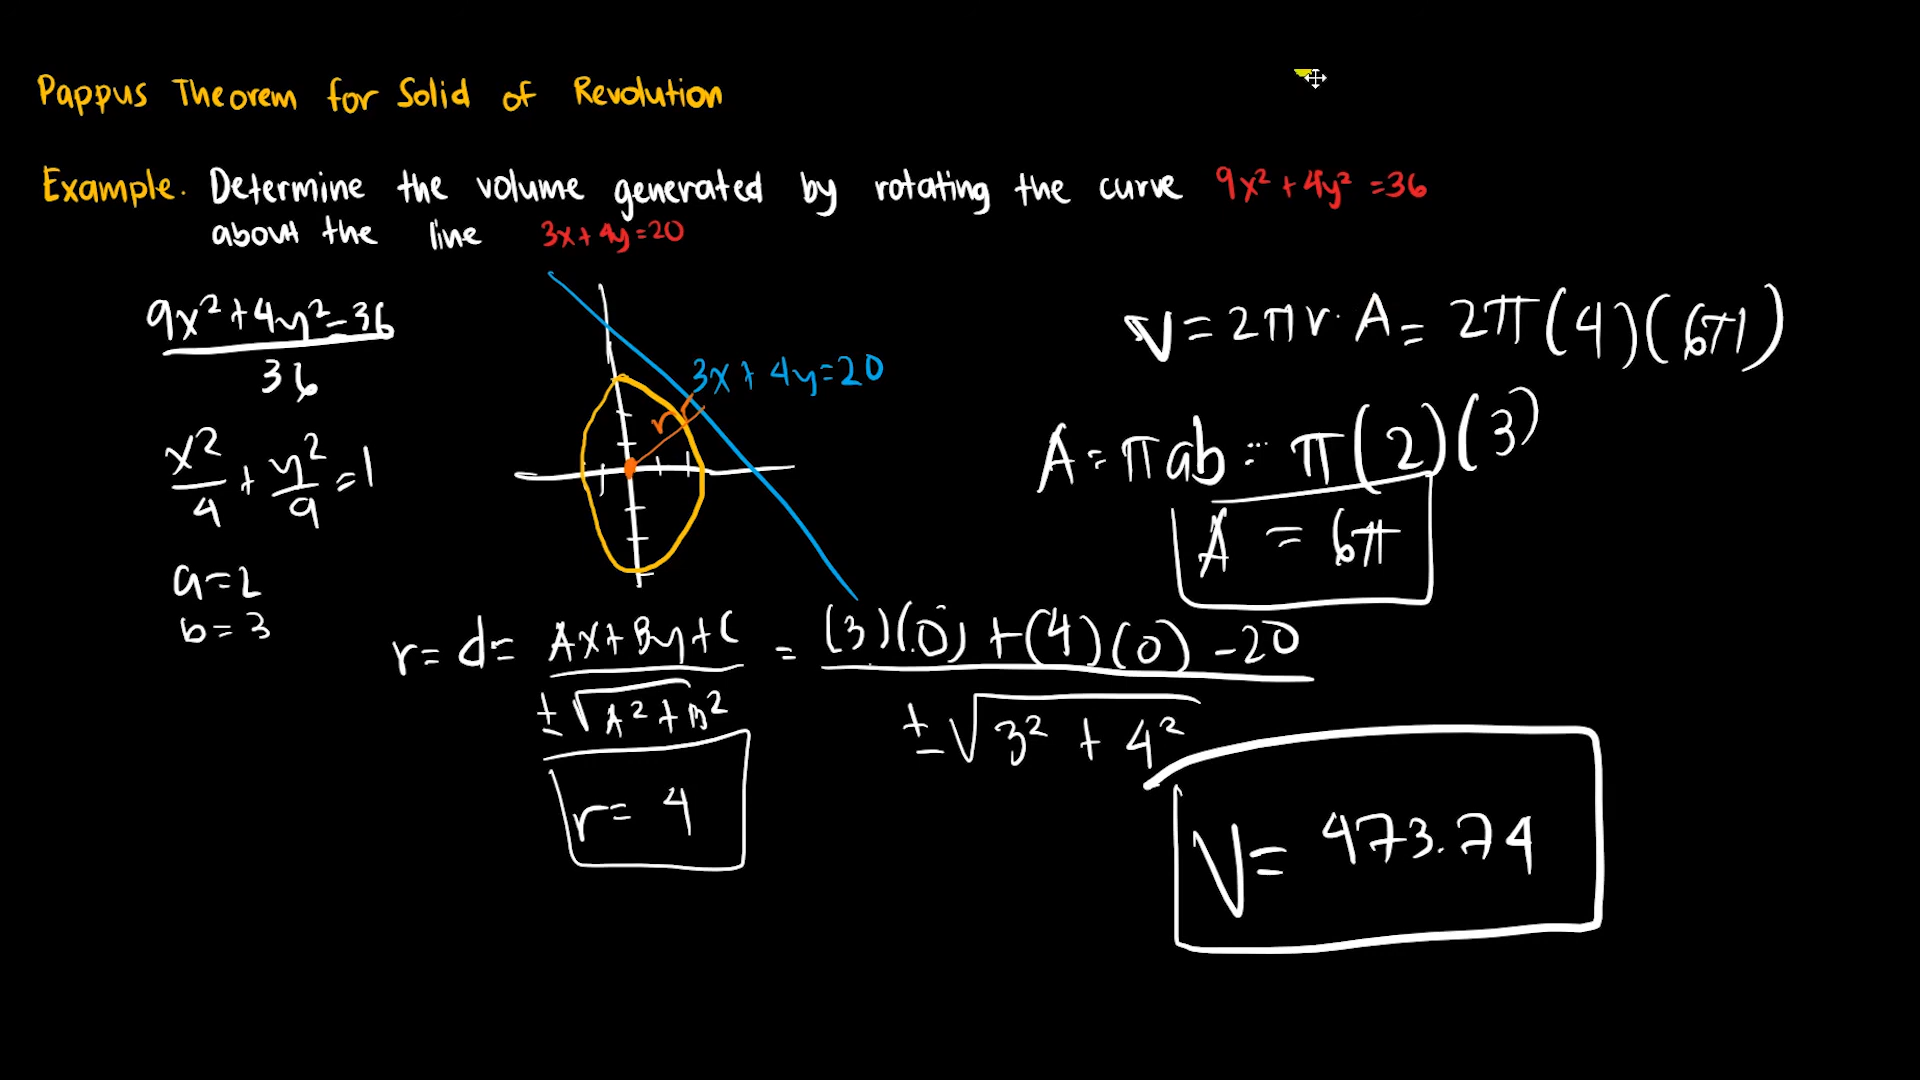 Pappus Theorem for Solid of Revolution
Example. Determine the volume generated by rotating the curve 9x² + 4y² = 36
about the line 3x + 4y = 20
9x² + 4y² = 36
36
x²/4 + y²/9 = 1
a = 2
b = 3
3x + 4y = 20
r
V = 2πr · A = 2π(4)(6π)
A = πab = π(2)(3)
A = 6π
r = d = Ax + By + C / ±√A² + B² = (3)(0) + (4)(0) - 20 / ±√3² + 4²
r = 4
V = 473.74